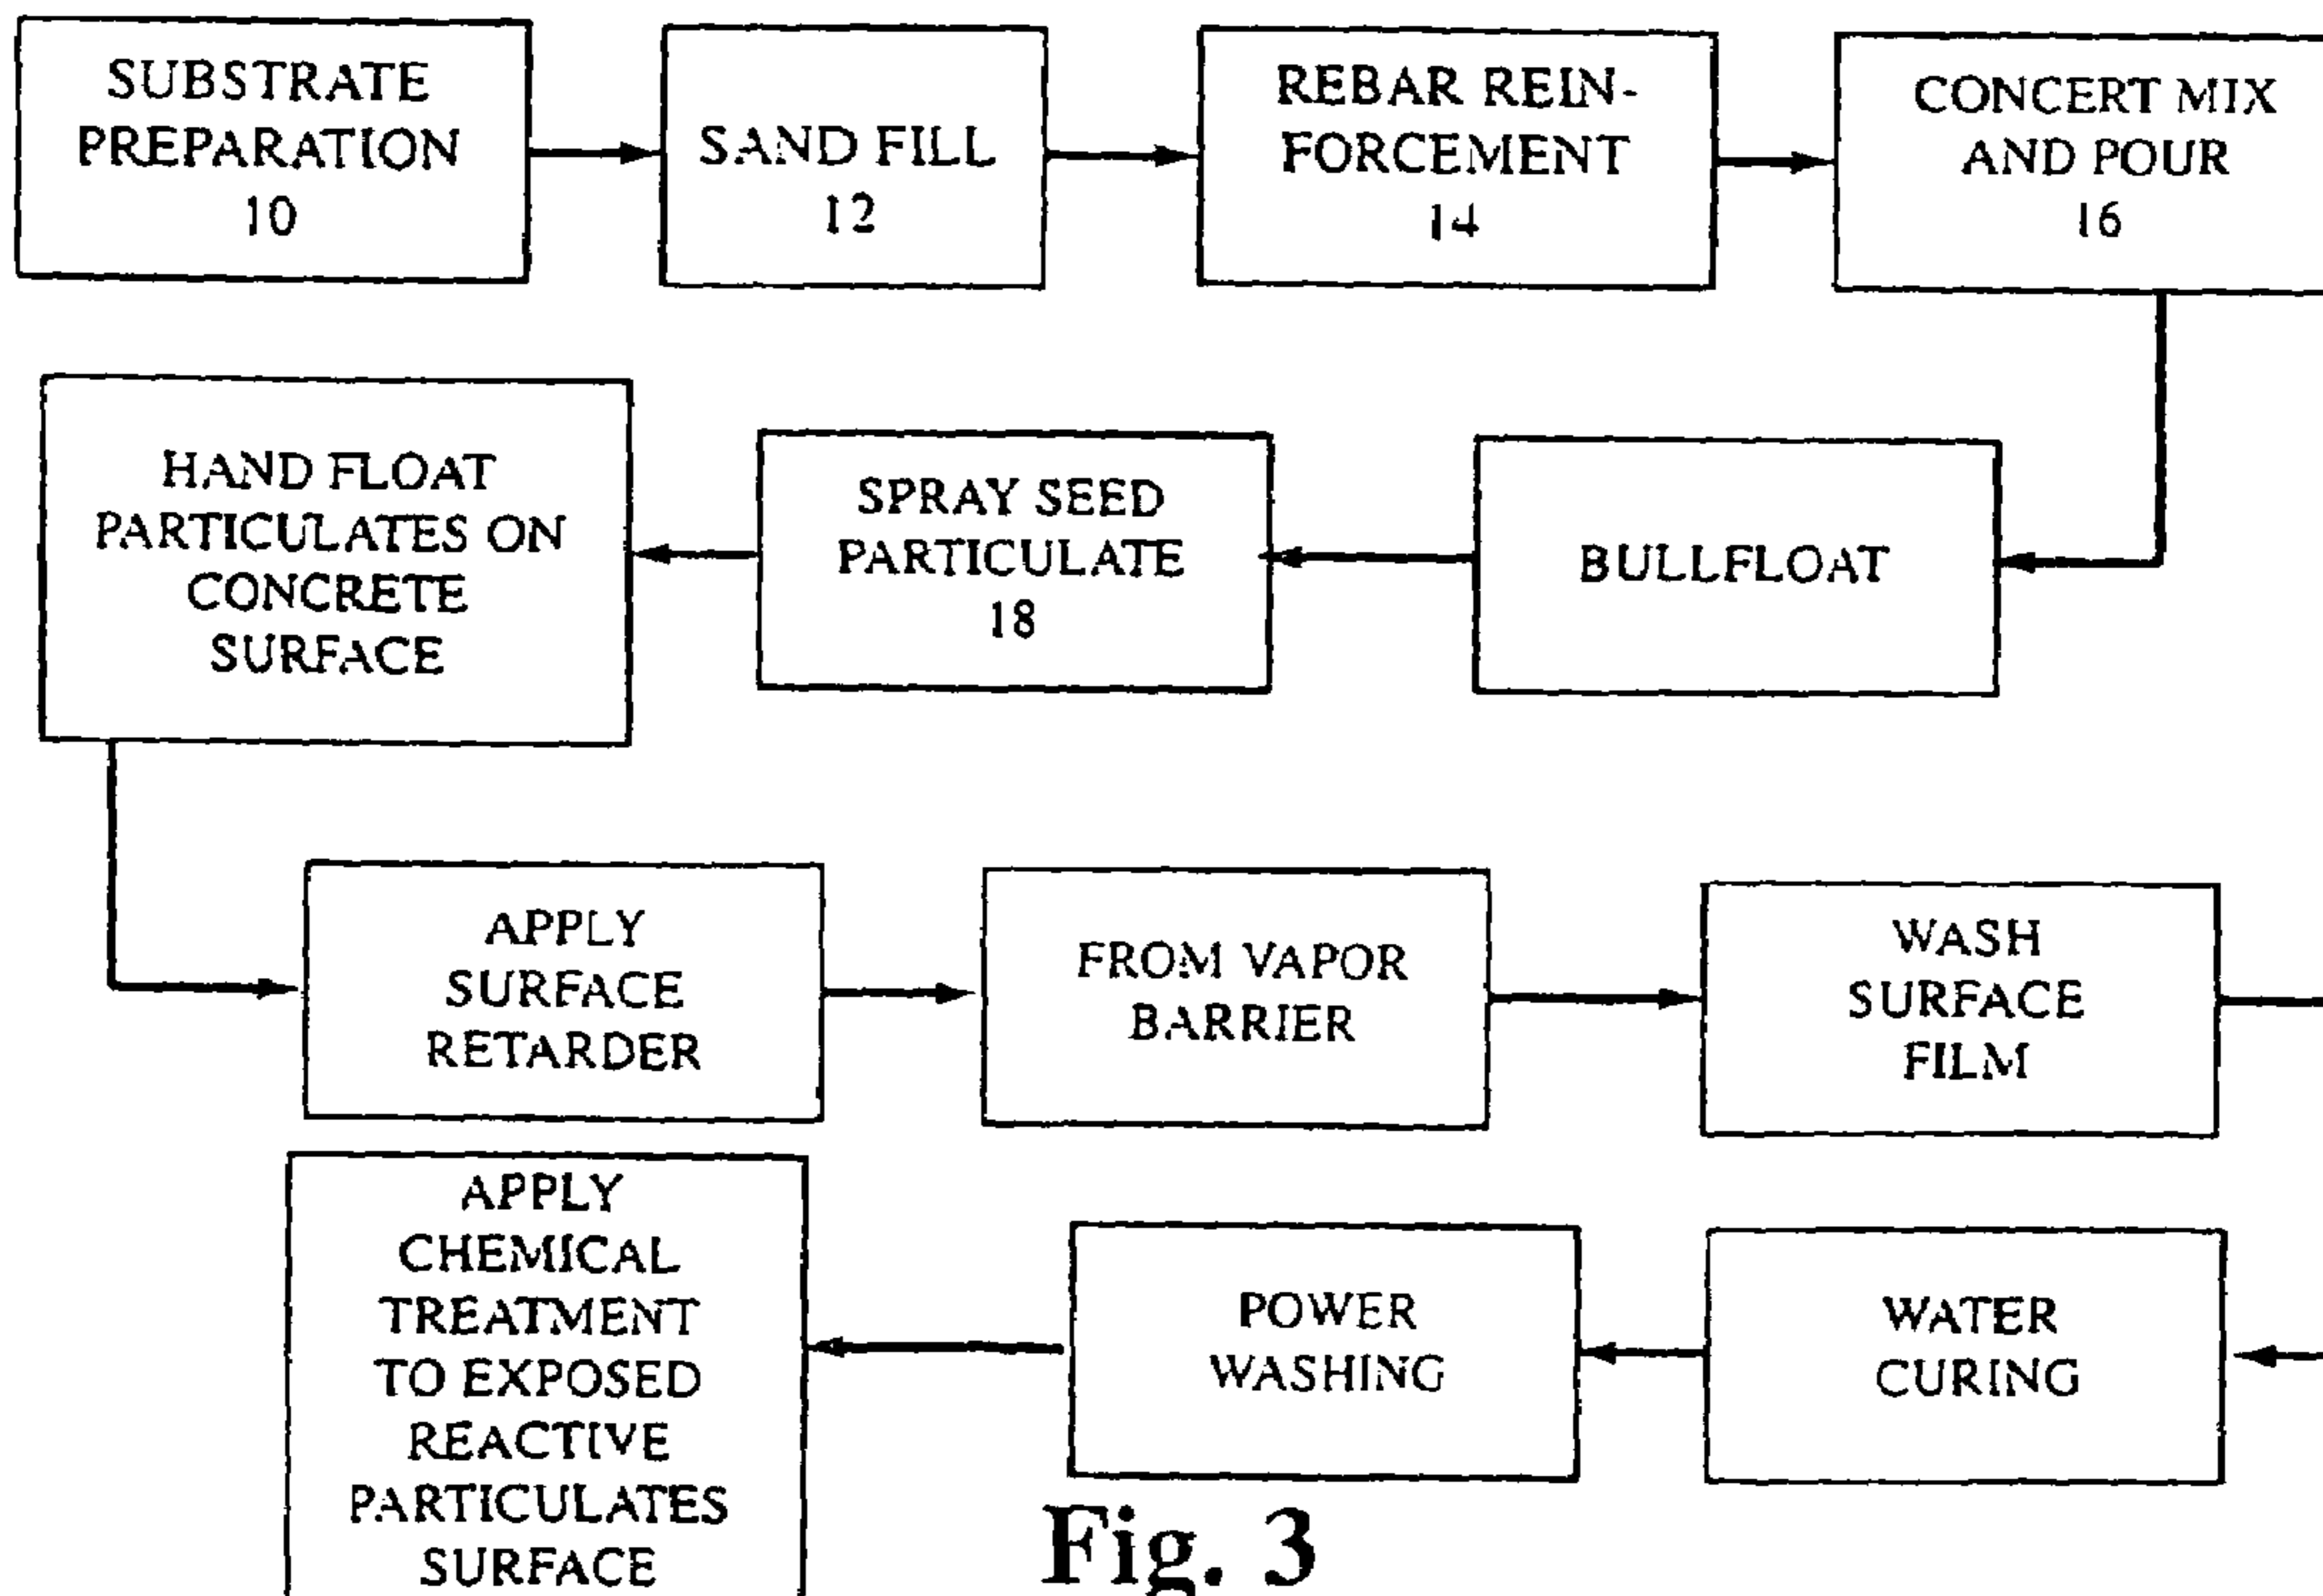 SUBSTRATE
PREPARATION
10
SAND FILL
12
REBAR REIN-
FORCEMENT
14
CONCERT MIX
AND POUR
16
BULLFLOAT
SPRAY SEED
PARTICULATE
18
HAND FLOAT
PARTICULATES ON
CONCRETE
SURFACE
APPLY
SURFACE
RETARDER
FROM VAPOR
BARRIER
WASH
SURFACE
FILM
WATER
CURING
POWER
WASHING
APPLY
CHEMICAL
TREATMENT
TO EXPOSED
REACTIVE
PARTICULATES
SURFACE
Fig. 3